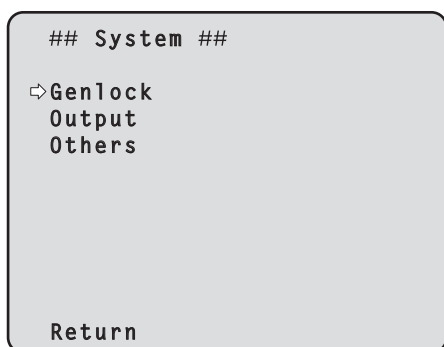 ## System ##
⇨Genlock
Output
Others
Return